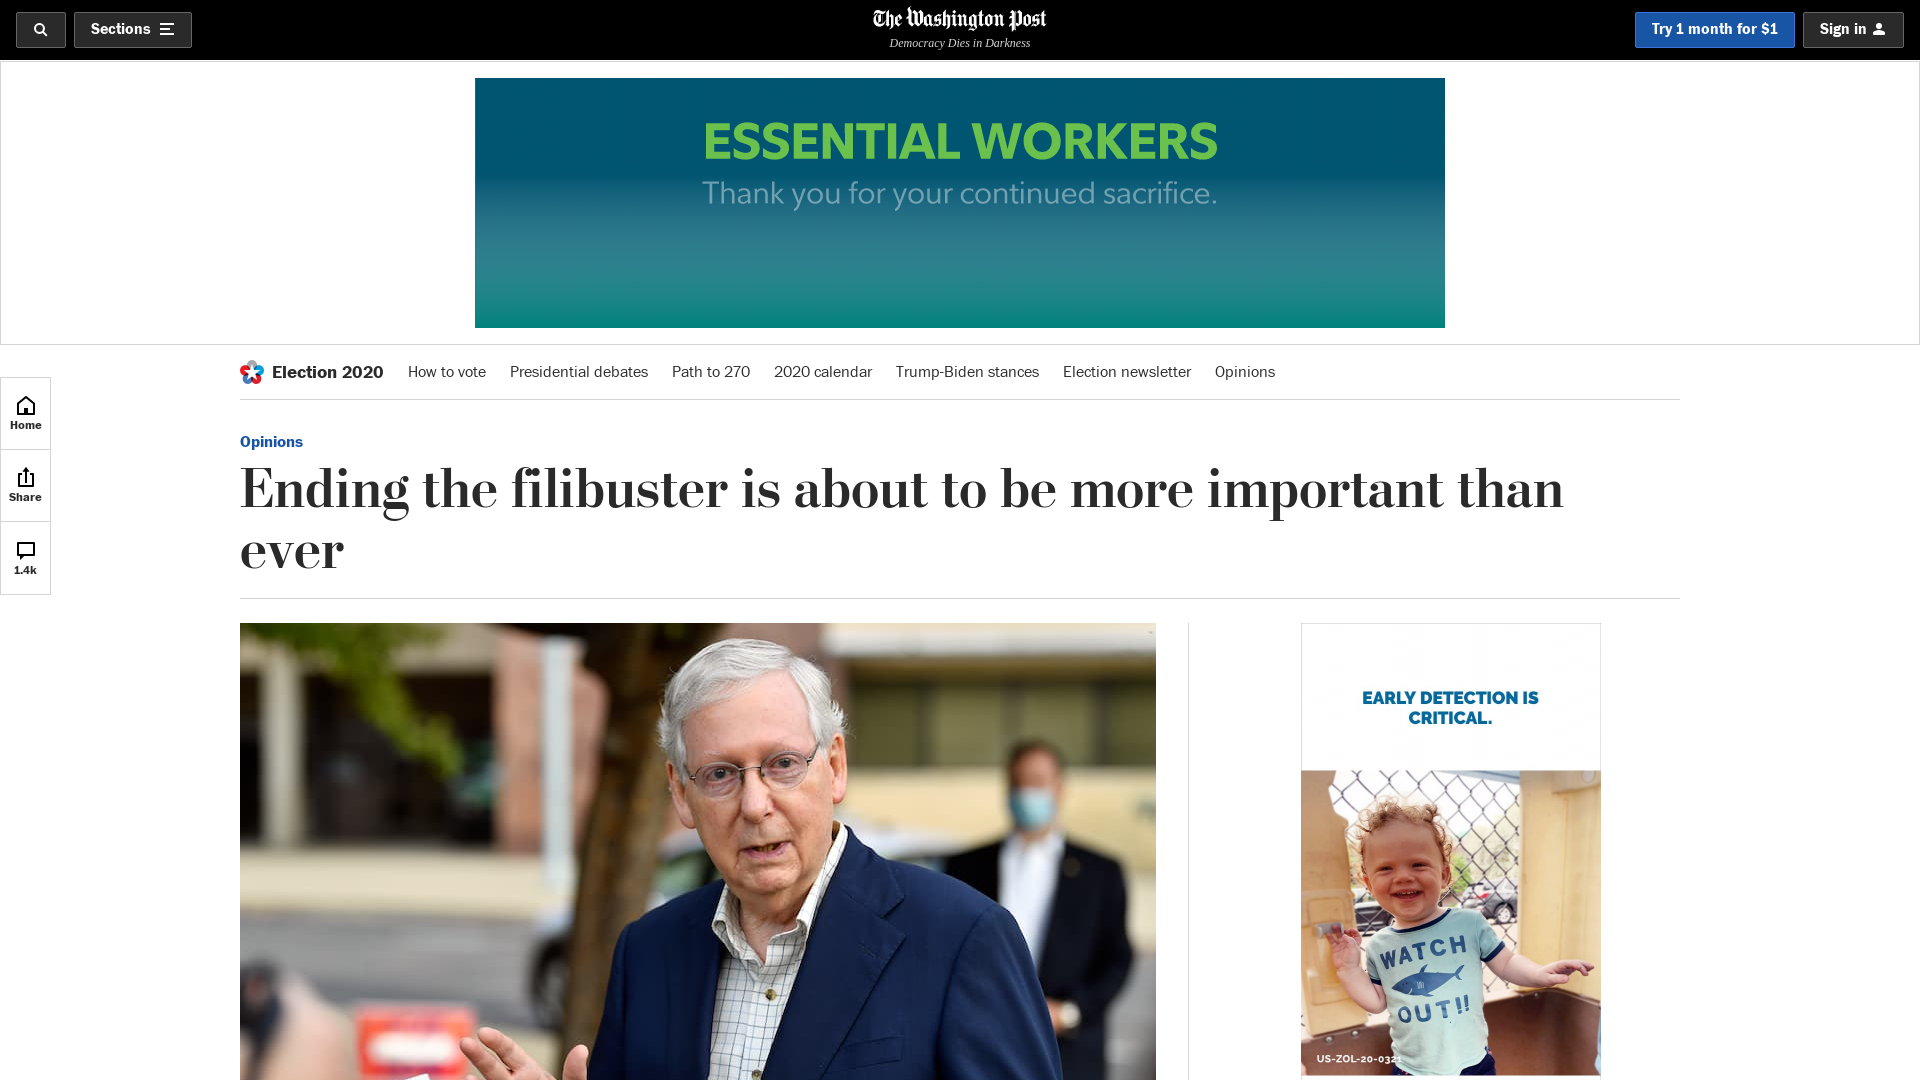 Sections
The Washington Post
Democracy Dies in Darkness
Try 1 month for $1
Sign in
ESSENTIAL WORKERS
Thank you for your continued sacrifice.
Election 2020
How to vote
Presidential debates
Path to 270
2020 calendar
Trump-Biden stances
Election newsletter
Opinions
Home
Share
1.4k
Opinions
Ending the filibuster is about to be more important than
ever
EARLY DETECTION IS
CRITICAL.
WATCH
OUT!!
US-ZOL-20-0321